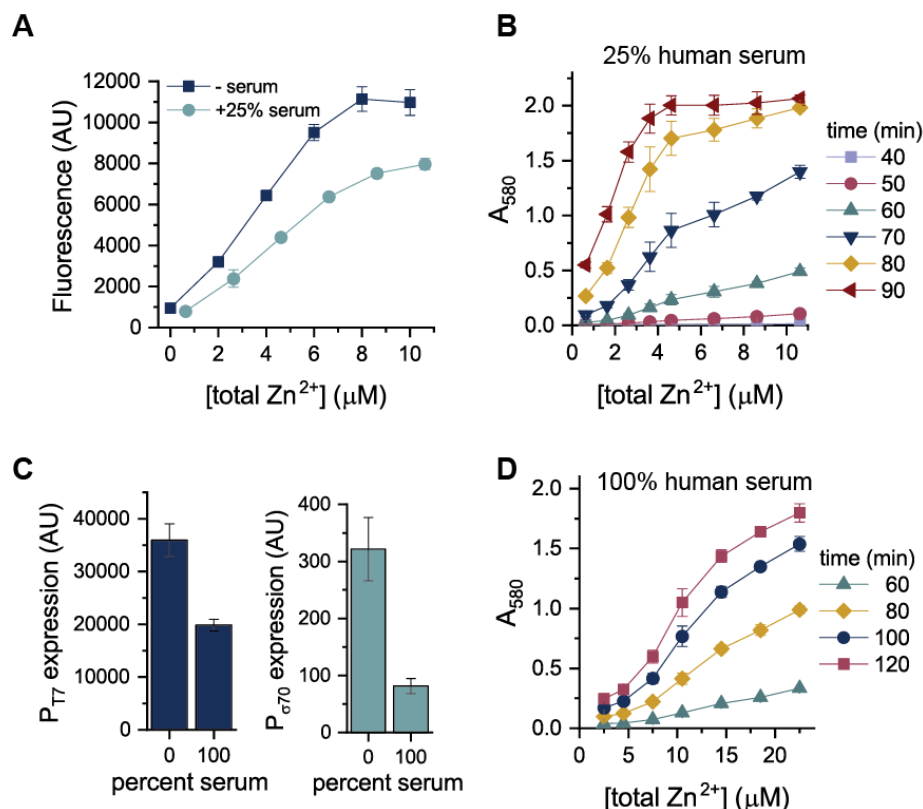 A
- serum
+25% serum
Fluorescence (AU)
12000
10000
8000
6000
4000
2000
0
0 2 4 6 8 10
[total Zn²⁺] (μM)
B
25% human serum
A₅₈₀
2.0
1.5
1.0
0.5
0.0
0 2 4 6 8 10
[total Zn²⁺] (μM)
time (min)
40
50
60
70
80
90
C
P_T7 expression (AU)
40000
30000
20000
10000
0
0 100
percent serum
P_σ70 expression (AU)
400
300
200
100
0
0 100
percent serum
D
100% human serum
A₅₈₀
2.0
1.5
1.0
0.5
0.0
0 5 10 15 20
[total Zn²⁺] (μM)
time (min)
60
80
100
120